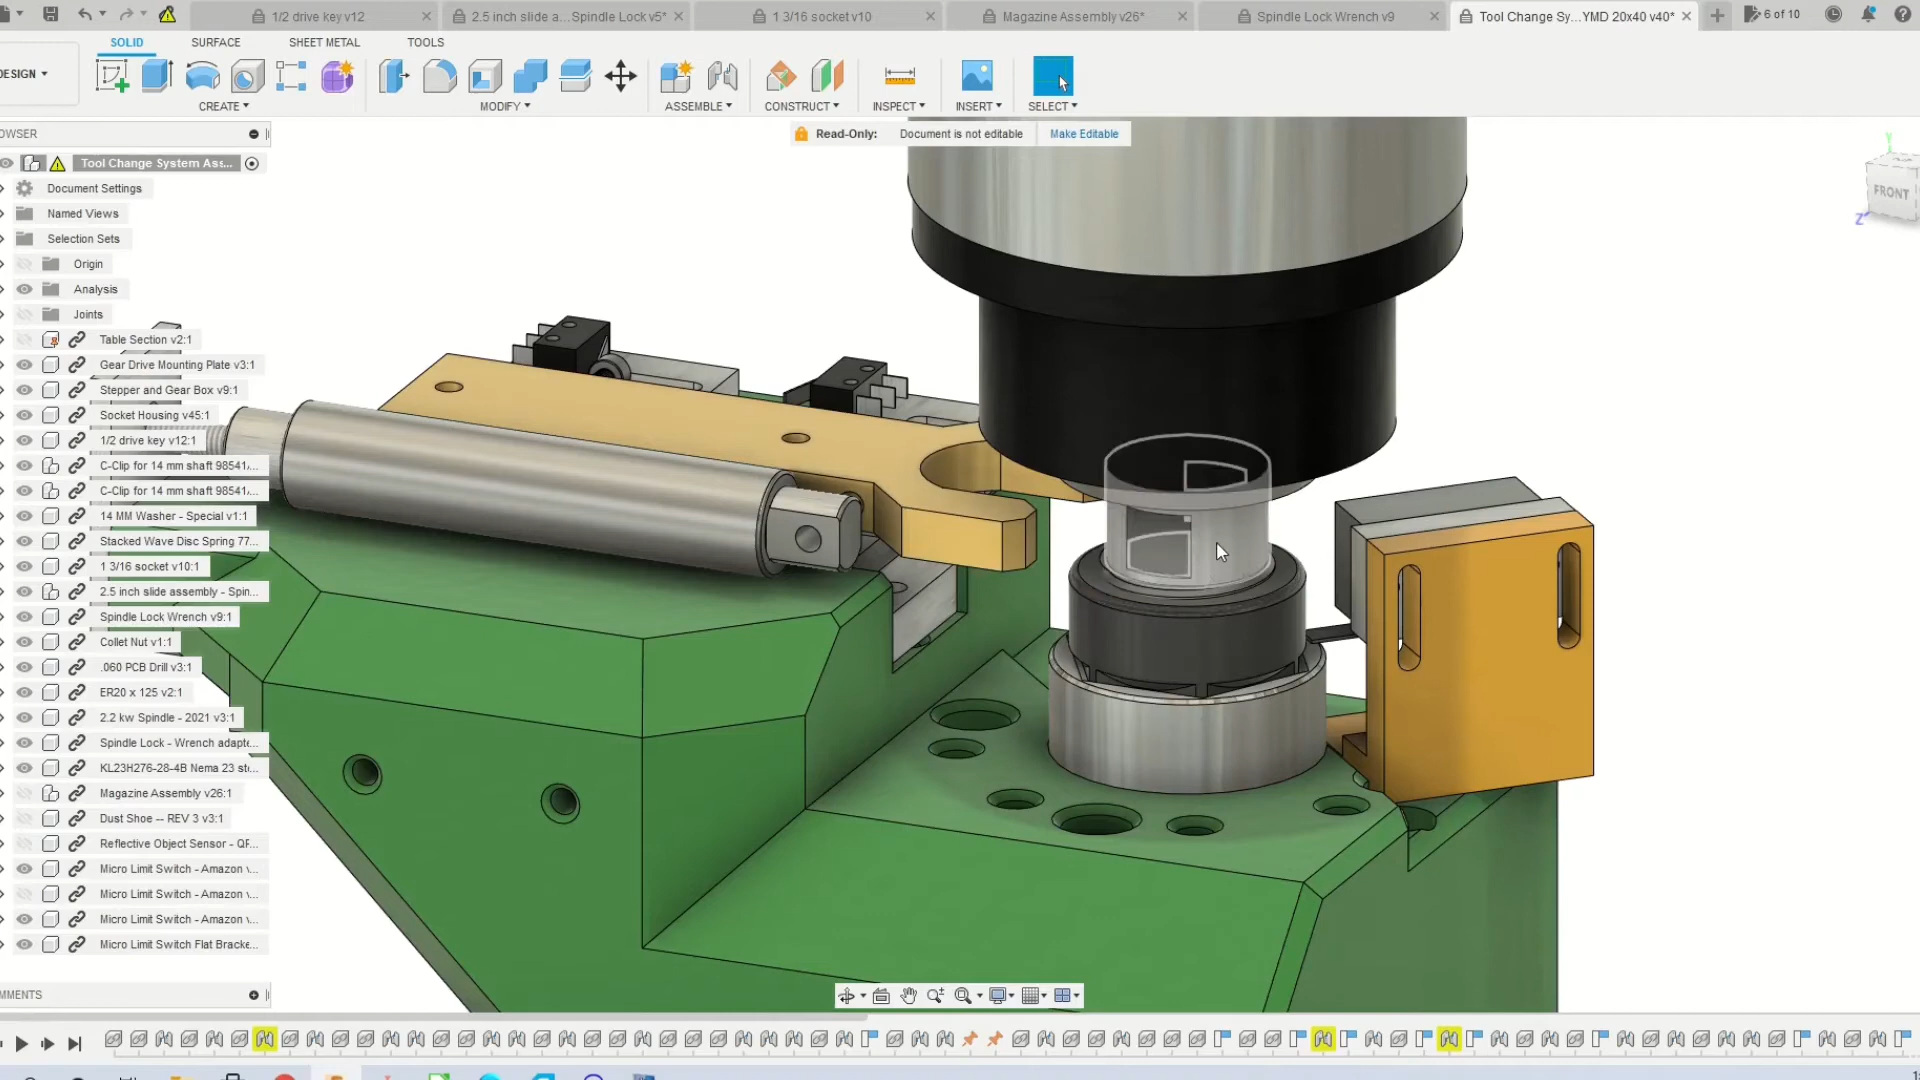 1/2 drive key v12
2.5 inch slide a...Spindle Lock v5*
1 3/16 socket v10
Magazine Assembly v26*
Spindle Lock Wrench v9
Tool Change Sy...YMD 20x40 v40*
6 of 10
SOLID
SURFACE
SHEET METAL
TOOLS
DESIGN
CREATE
MODIFY
ASSEMBLE
CONSTRUCT
INSPECT
INSERT
SELECT
Read-Only:
Document is not editable
Make Editable
OWSER
Tool Change System Ass...
Document Settings
Named Views
Selection Sets
Origin
Analysis
Joints
Table Section v2:1
Gear Drive Mounting Plate v3:1
Stepper and Gear Box v9:1
Socket Housing v45:1
1/2 drive key v12:1
C-Clip for 14 mm shaft 98541...
C-Clip for 14 mm shaft 98541...
14 MM Washer - Special v1:1
Stacked Wave Disc Spring 77...
1 3/16 socket v10:1
2.5 inch slide assembly - Spin...
Spindle Lock Wrench v9:1
Collet Nut v1:1
.060 PCB Drill v3:1
ER20 x 125 v2:1
2.2 kw Spindle - 2021 v3:1
Spindle Lock - Wrench adapte...
KL23H276-28-4B Nema 23 ste...
Magazine Assembly v26:1
Dust Shoe -- REV 3 v3:1
Reflective Object Sensor - QR...
Micro Limit Switch - Amazon v...
Micro Limit Switch - Amazon v...
Micro Limit Switch - Amazon v...
Micro Limit Switch Flat Bracke...
MMENTS
Y
Z
FRONT